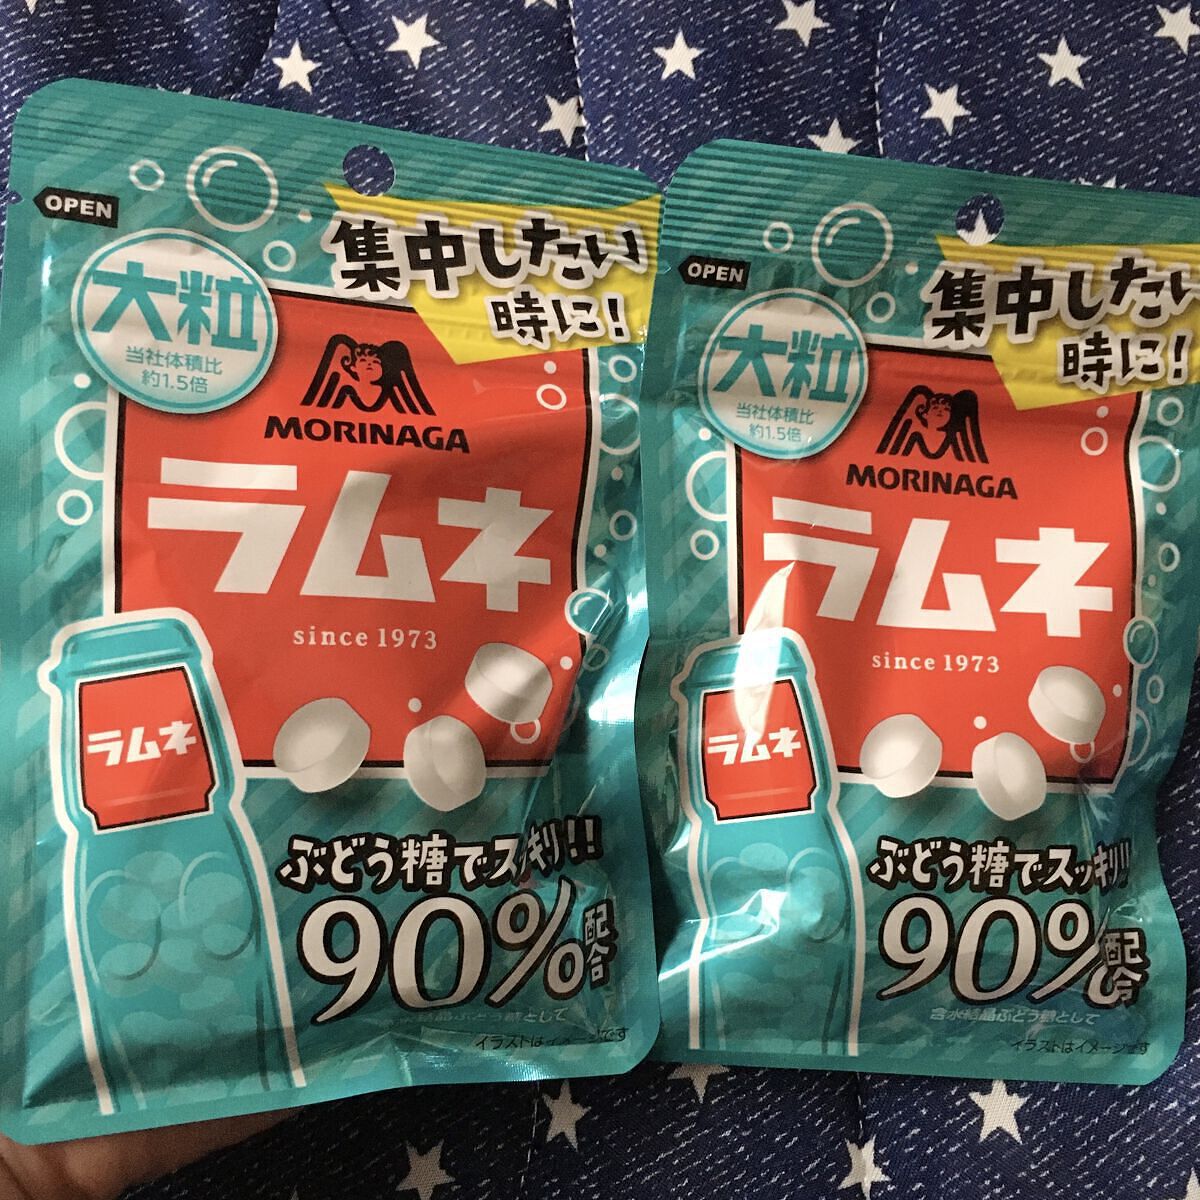 OPEN
集中したい
時に!
大粒
当社体積比
約1.5倍
MORINAGA
ラムネ
since 1973
ラムネ
ぶどう糖でスッキリ!!
90%配合
含水結晶ぶどう糖として
イラストはイメージです
OPEN
集中したい
時に!
大粒
当社体積比
約1.5倍
MORINAGA
ラムネ
since 1973
ラムネ
ぶどう糖でスッキリ!!
90%配合
含水結晶ぶどう糖として
イラストはイメージです